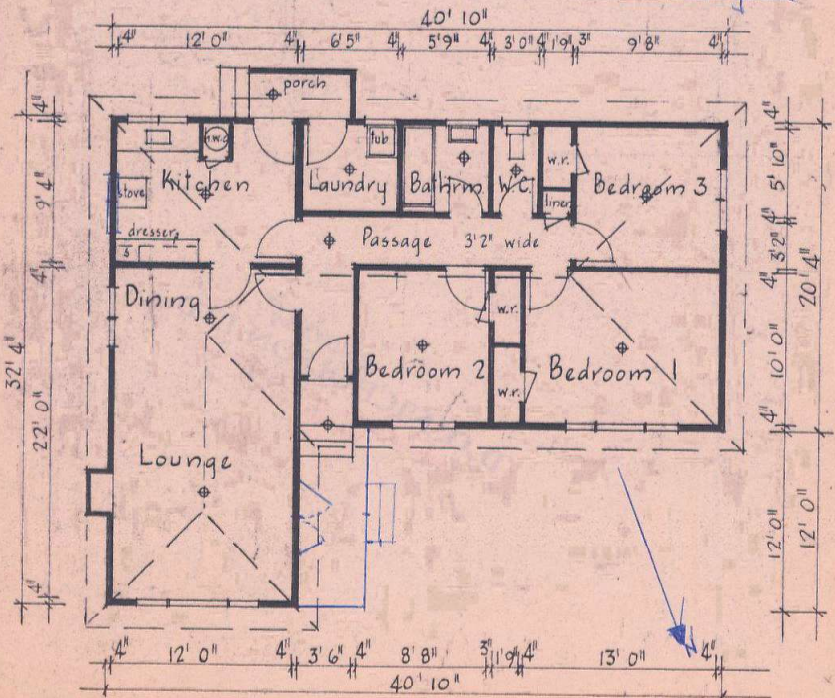 40' 10"
4" 12' 0" 4" 6' 5" 4" 5' 9" 4" 3' 0" 4" 1'9" 3" 9' 8" 4"
porch
h.w.c
tub
stove
Kitchen
Laundry
Bathrm
W.C.
w.r.
linen
Bedroom 3
dresser
s
Passage 3'2" wide
Dining
Bedroom 2
w.r.
w.r.
Bedroom 1
Lounge
4"
9' 4"
4"
22' 0"
4"
32' 4"
4"
5' 10"
4"
3'2"
4"
10' 0"
4"
20' 4"
12' 0"
12' 0"
N
4" 12' 0" 4" 3' 6" 4" 8' 8" 3" 1'9" 4" 13' 0" 4"
40' 10"